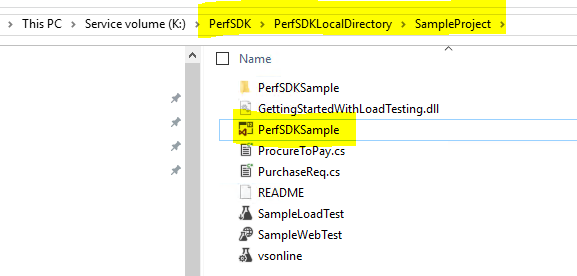 This PC > Service volume (K:) > PerfSDK > PerfSDKLocalDirectory > SampleProject
Name
PerfSDKSample
GettingStartedWithLoadTesting.dll
PerfSDKSample
ProcureToPay.cs
PurchaseReq.cs
README
SampleLoadTest
SampleWebTest
vsonline